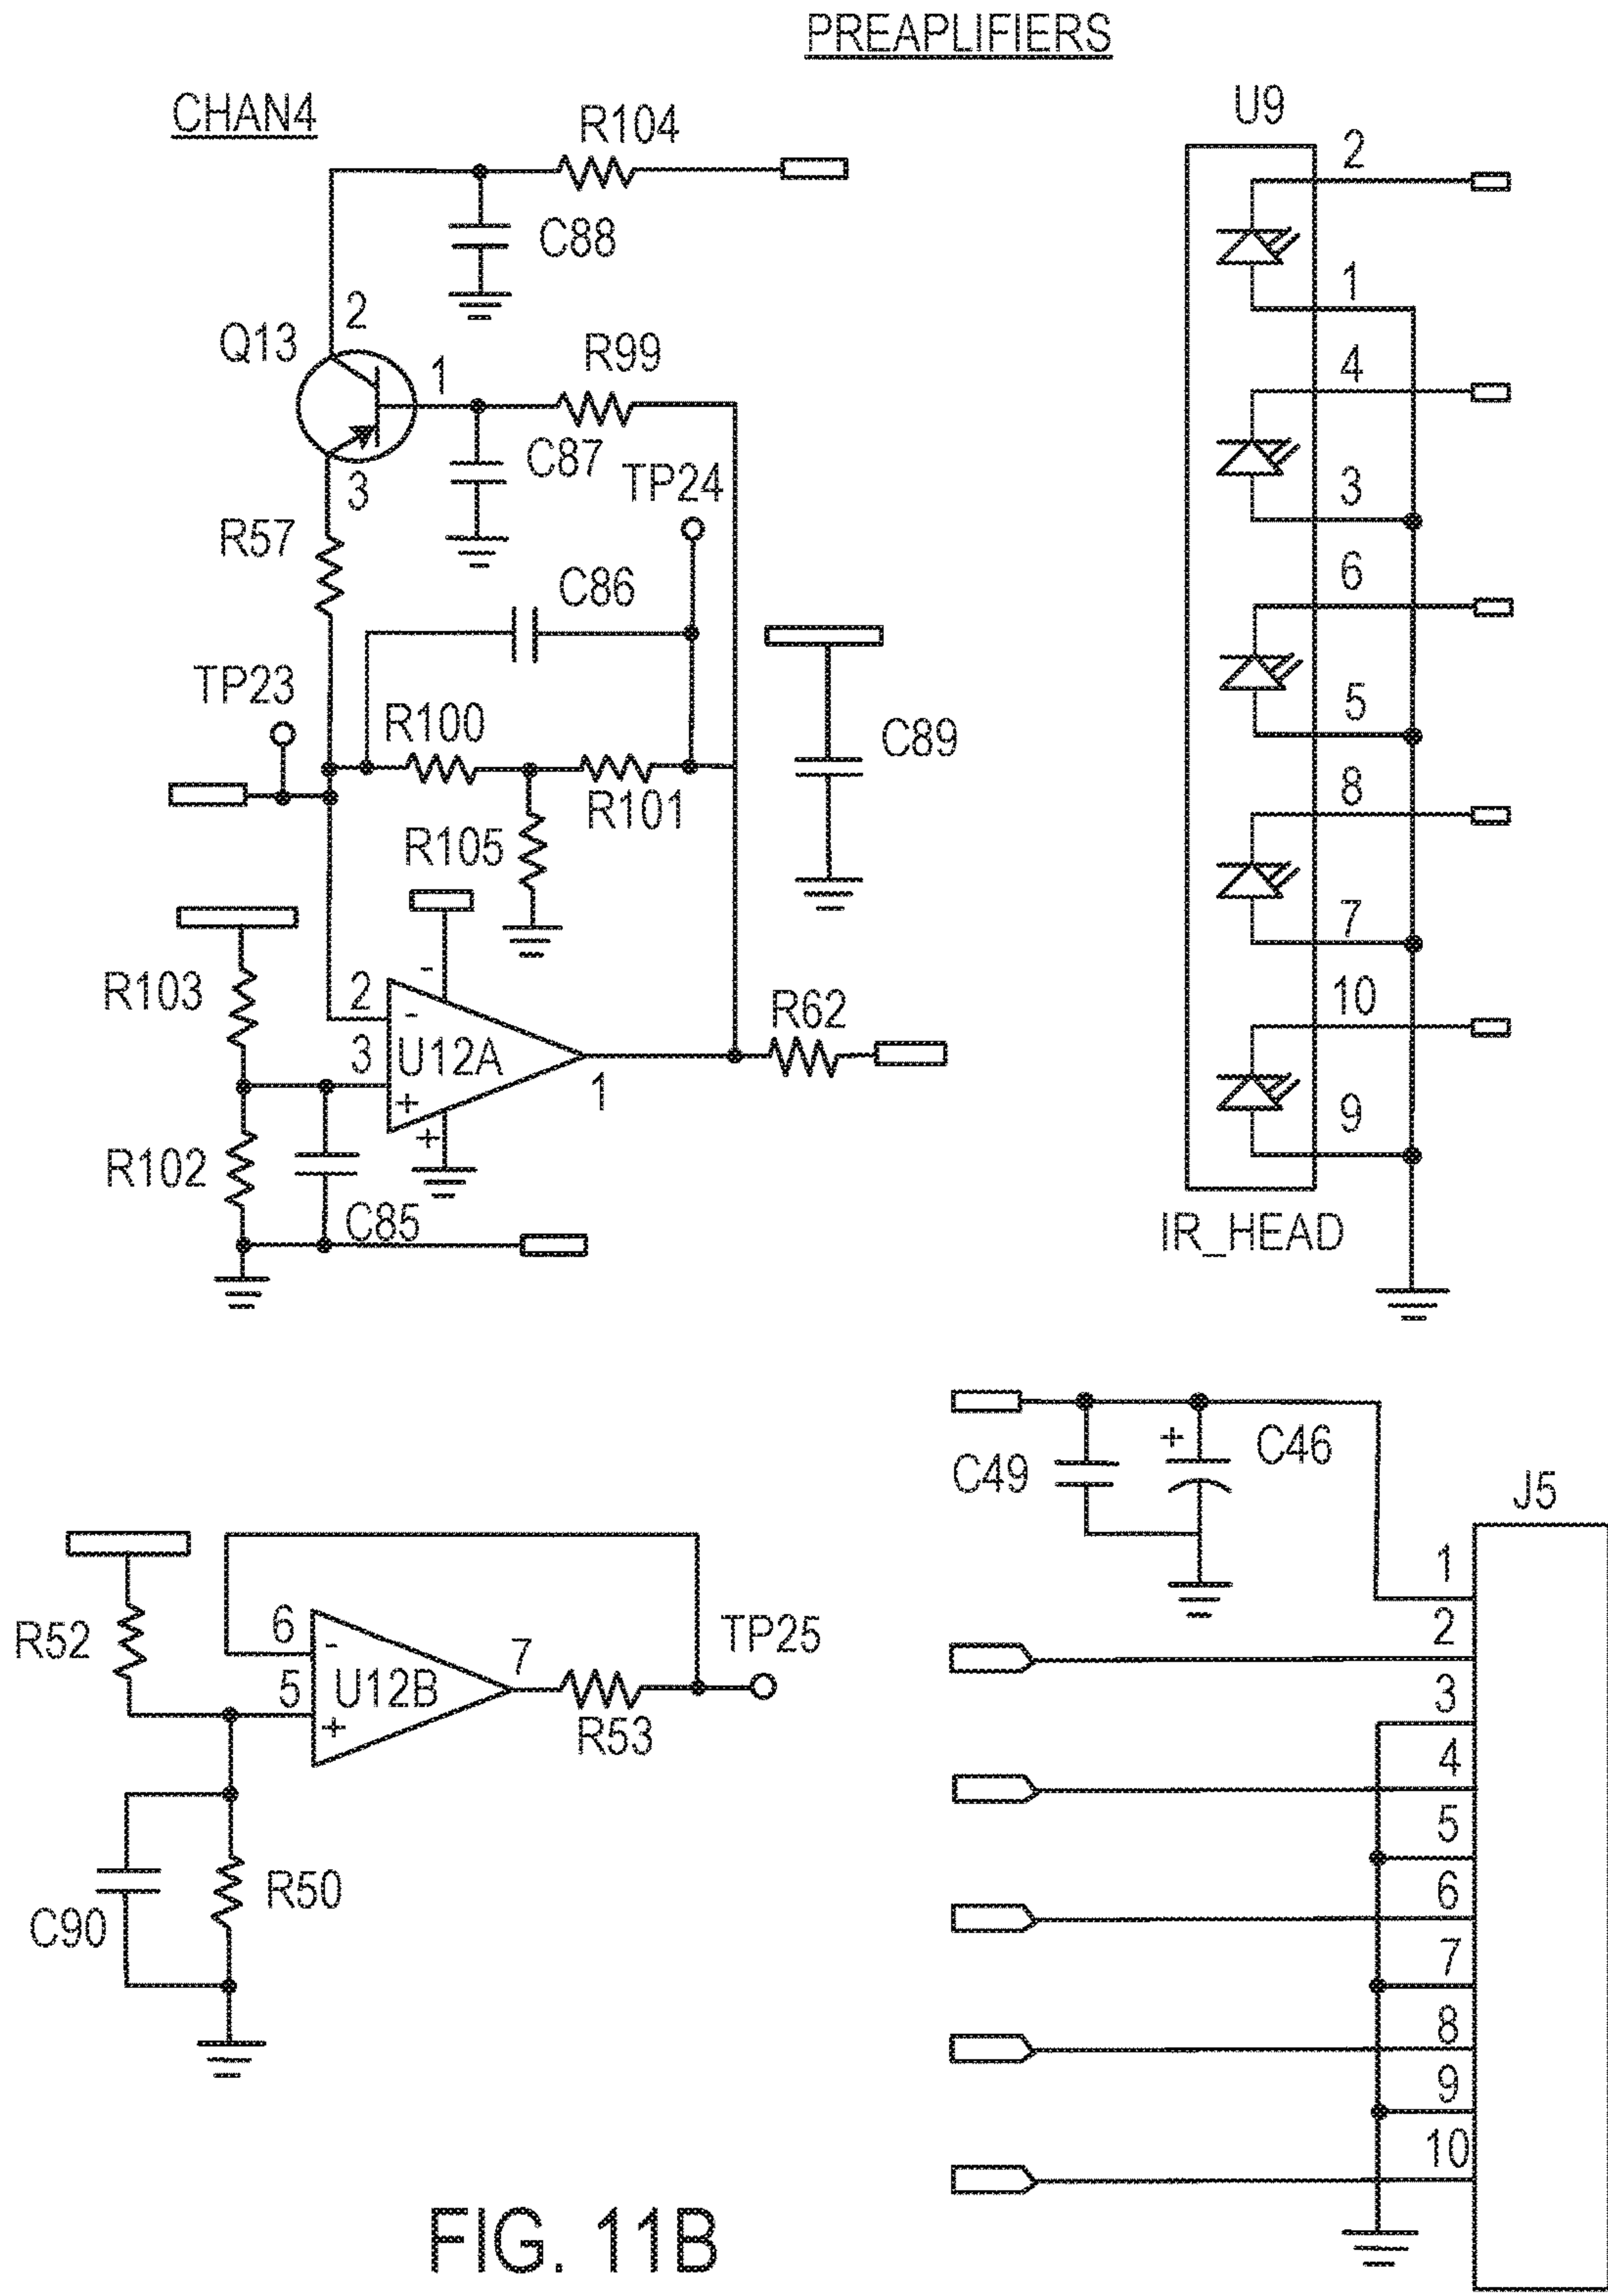 PREAPLIFIERS
CHAN4
R104
C88
2
Q13
1
R99
C87
3
TP24
R57
C86
TP23
R100
R101
C89
R105
-
R103
2
-
3
U12A
+
+
1
R62
R102
C85
U9
2
1
4
3
6
5
8
7
10
9
IR_HEAD
R52
6
-
5
U12B
+
7
R53
TP25
C90
R50
C49
+
C46
J5
1
2
3
4
5
6
7
8
9
10
FIG. 11B